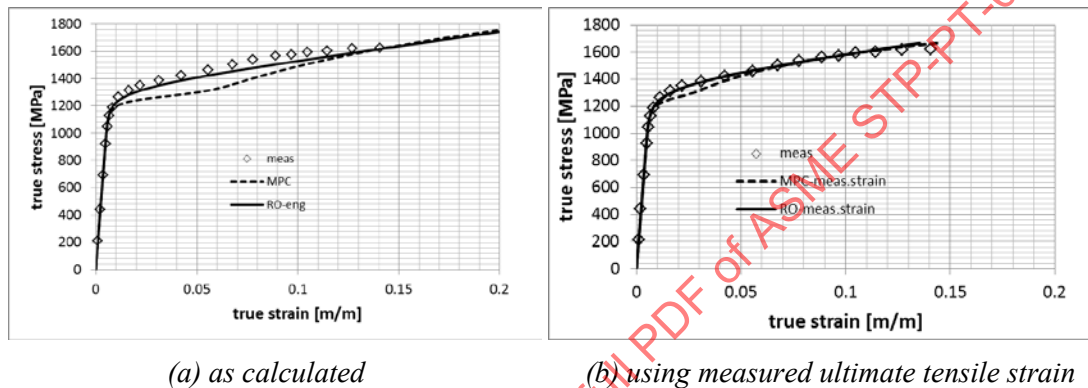 1800
1600
1400
1200
1000
800
600
400
200
0
true stress [MPa]
meas
MPC
RO-eng
0 0.05 0.1 0.15 0.2
true strain [m/m]
(a) as calculated
1800
1600
1400
1200
1000
800
600
400
200
0
true stress [MPa]
meas
MPC-meas.strain
RO-meas.strain
0 0.05 0.1 0.15 0.2
true strain [m/m]
(b) using measured ultimate tensile strain
PDF of ASME STP-PT-